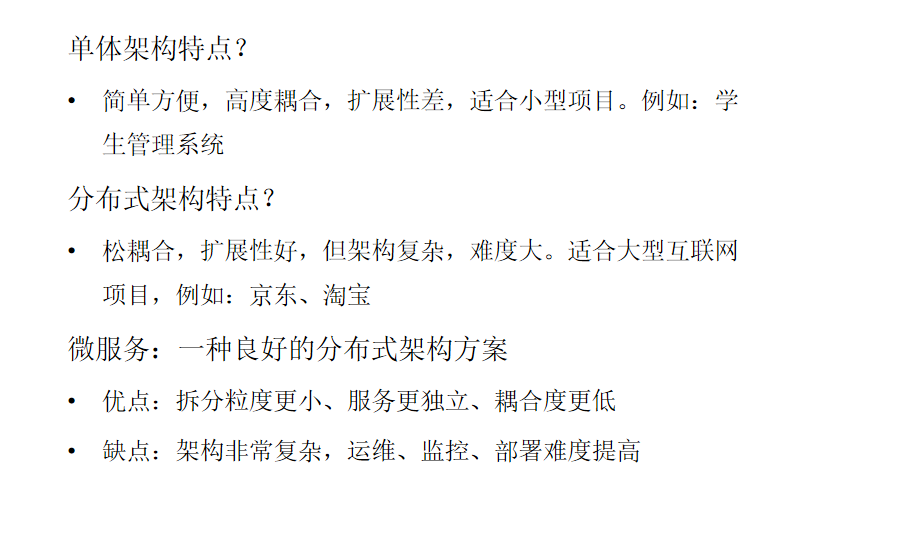 单体架构特点？
• 简单方便，高度耦合，扩展性差，适合小型项目。例如：学
生管理系统
分布式架构特点？
• 松耦合，扩展性好，但架构复杂，难度大。适合大型互联网
项目，例如：京东、淘宝
微服务：一种良好的分布式架构方案
• 优点：拆分粒度更小、服务更独立、耦合度更低
• 缺点：架构非常复杂，运维、监控、部署难度提高